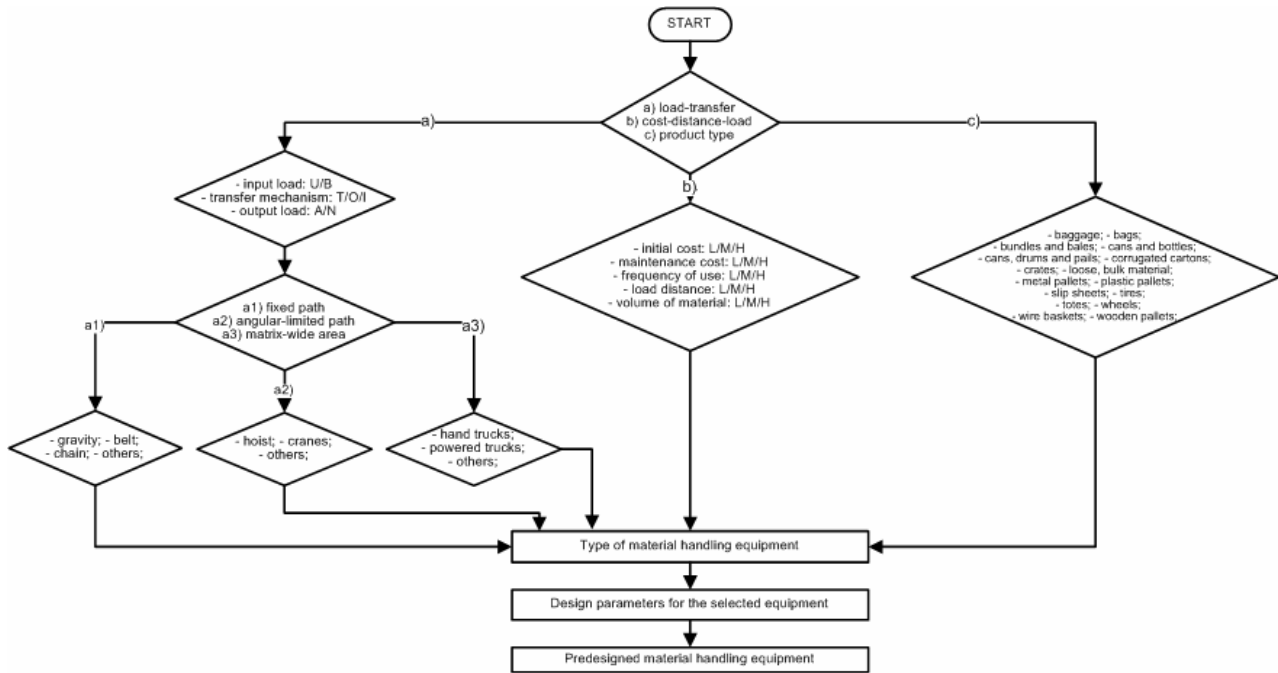 START
a) load-transfer
b) cost-distance-load
c) product type
a)
c)
b)
- input load: U/B
- transfer mechanism: T/O/I
- output load: A/N
- initial cost: L/M/H
- maintenance cost: L/M/H
- frequency of use: L/M/H
- load distance: L/M/H
- volume of material: L/M/H
- baggage; - bags;
- bundles and bales; - cans and bottles;
- cans, drums and pails; - corrugated cartons;
- crates; - loose, bulk material;
- metal pallets; - plastic pallets;
- slip sheets; - tires;
- totes; - wheels;
- wire baskets; - wooden pallets;
a1) fixed path
a2) angular-limited path
a3) matrix-wide area
a1)
a3)
a2)
- gravity; - belt;
- chain; - others;
- hoist; - cranes;
- others;
- hand trucks;
- powered trucks;
- others;
Type of material handling equipment
Design parameters for the selected equipment
Predesigned material handling equipment